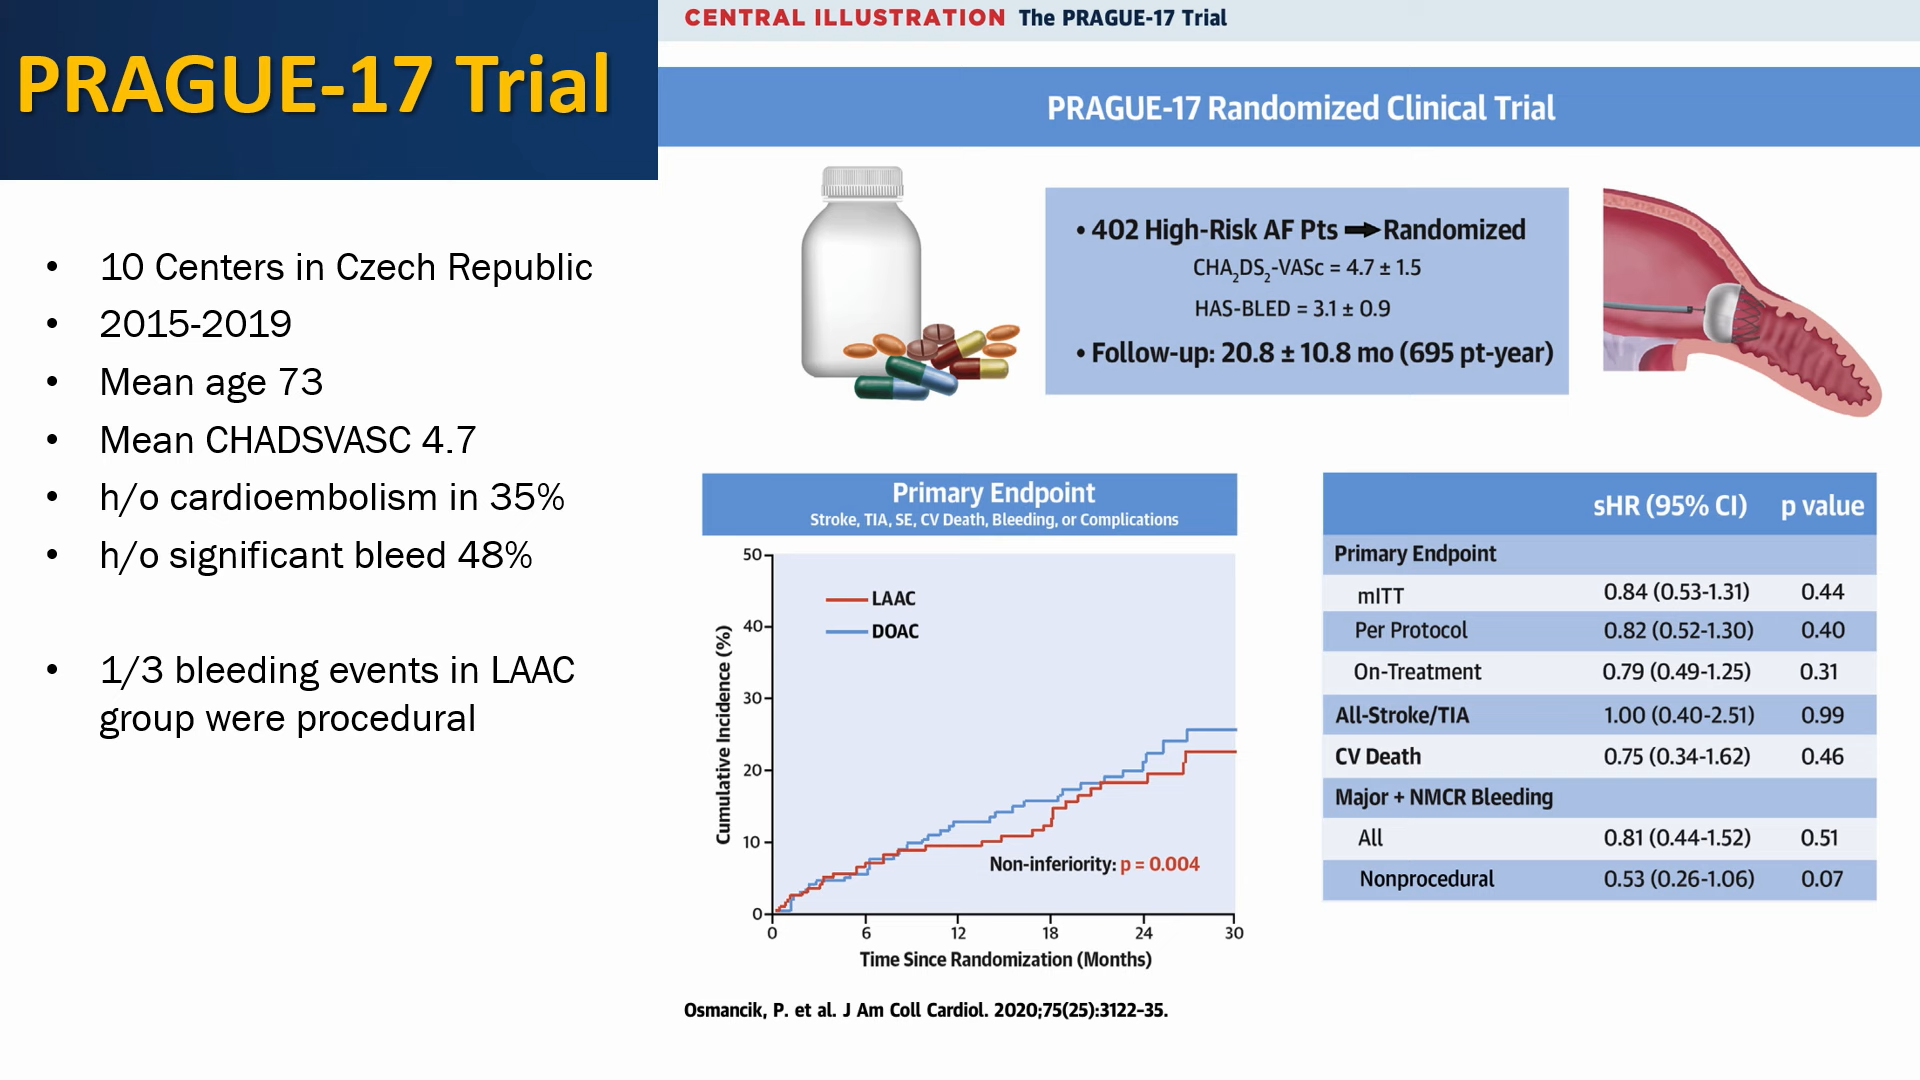 PRAGUE-17 Trial
• 10 Centers in Czech Republic
• 2015-2019
• Mean age 73
• Mean CHADSVASC 4.7
• h/o cardioembolism in 35%
• h/o significant bleed 48%
• 1/3 bleeding events in LAAC
group were procedural
CENTRAL ILLUSTRATION The PRAGUE-17 Trial
PRAGUE-17 Randomized Clinical Trial
• 402 High-Risk AF Pts ➡Randomized
CHA₂DS₂-VASc = 4.7 ± 1.5
HAS-BLED = 3.1 ± 0.9
• Follow-up: 20.8 ± 10.8 mo (695 pt-year)
Primary Endpoint
Stroke, TIA, SE, CV Death, Bleeding, or Complications
Cumulative Incidence (%)
50
40
30
20
10
0
LAAC
DOAC
Non-inferiority: p = 0.004
0 6 12 18 24 30
Time Since Randomization (Months)
sHR (95% CI) p value
Primary Endpoint
mITT 0.84 (0.53-1.31) 0.44
Per Protocol 0.82 (0.52-1.30) 0.40
On-Treatment 0.79 (0.49-1.25) 0.31
All-Stroke/TIA 1.00 (0.40-2.51) 0.99
CV Death 0.75 (0.34-1.62) 0.46
Major + NMCR Bleeding
All 0.81 (0.44-1.52) 0.51
Nonprocedural 0.53 (0.26-1.06) 0.07
Osmancik, P. et al. J Am Coll Cardiol. 2020;75(25):3122–35.